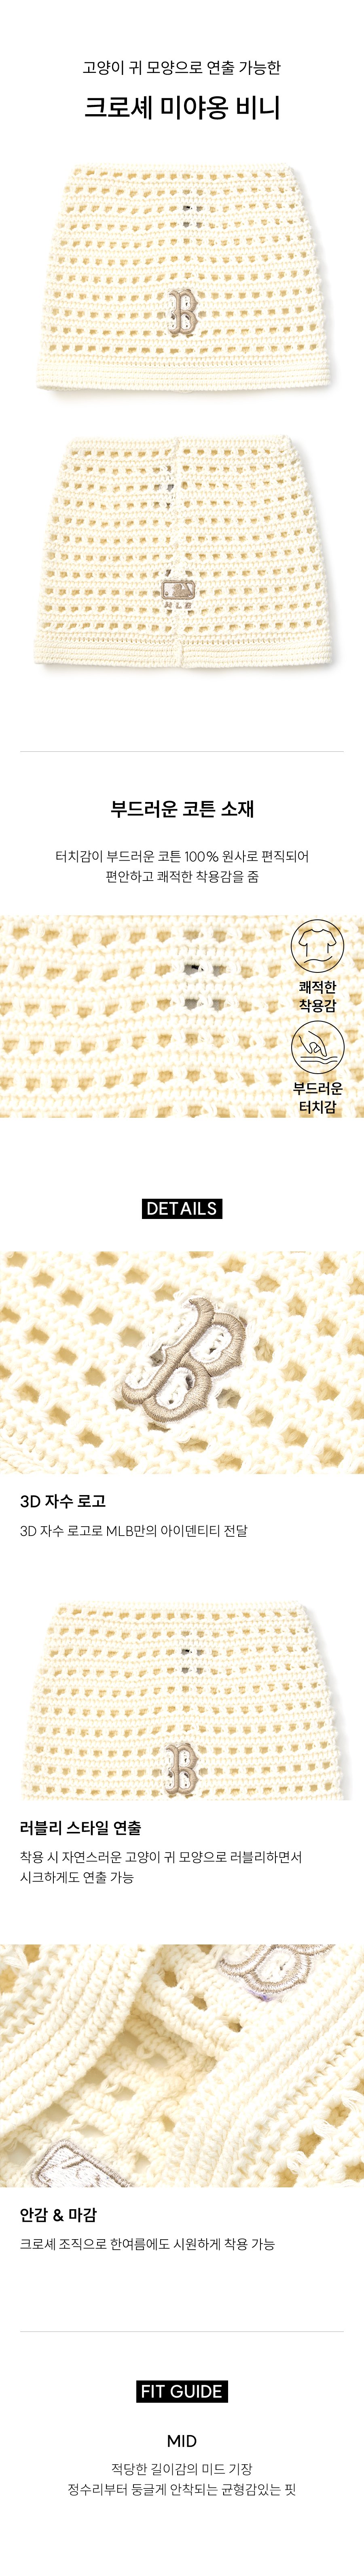 고양이 귀 모양으로 연출 가능한
크로셰 미야옹 비니
B
MLB
부드러운 코튼 소재
터치감이 부드러운 코튼 100% 원사로 편직되어
편안하고 쾌적한 착용감을 줌
쾌적한
착용감
부드러운
터치감
DETAILS
B
3D 자수 로고
3D 자수 로고로 MLB만의 아이덴티티 전달
B
러블리 스타일 연출
착용 시 자연스러운 고양이 귀 모양으로 러블리하면서
시크하게도 연출 가능
안감 & 마감
크로셰 조직으로 한여름에도 시원하게 착용 가능
FIT GUIDE
MID
적당한 길이감의 미드 기장
정수리부터 둥글게 안착되는 균형감있는 핏